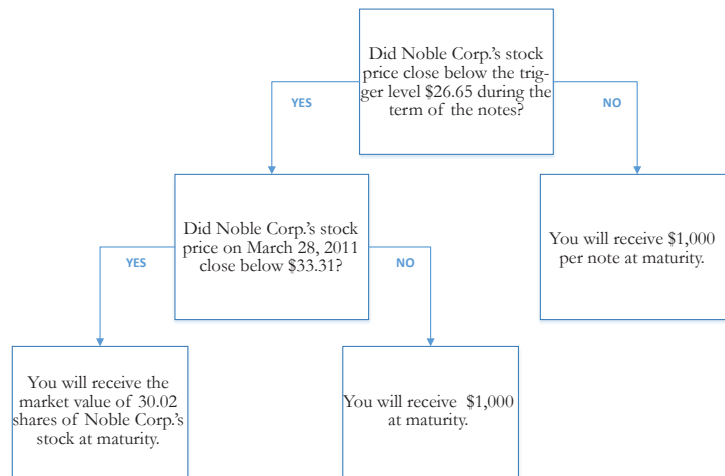 Did Noble Corp.'s stock
price close below the trig-
ger level $26.65 during the
term of the notes?
YES
NO
Did Noble Corp.'s stock
price on March 28, 2011
close below $33.31?
You will receive $1,000
per note at maturity.
YES
NO
You will receive the
market value of 30.02
shares of Noble Corp.'s
stock at maturity.
You will receive $1,000
at maturity.